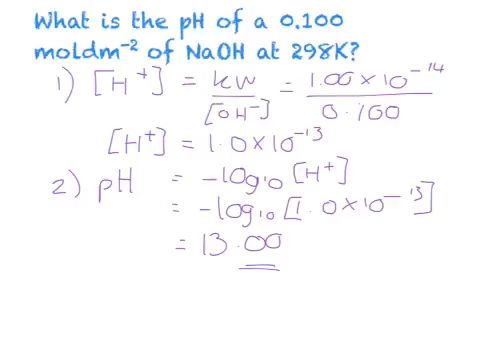 What is the pH of a 0.100
moldm⁻² of NaOH at 298K?
1) [H⁺] = kw / [OH⁻] = 1.00 × 10⁻¹⁴ / 0.100
[H⁺] = 1.0 × 10⁻¹³
2) pH = -log₁₀ [H⁺]
= -log₁₀ [1.0 × 10⁻¹³]
= 13.00